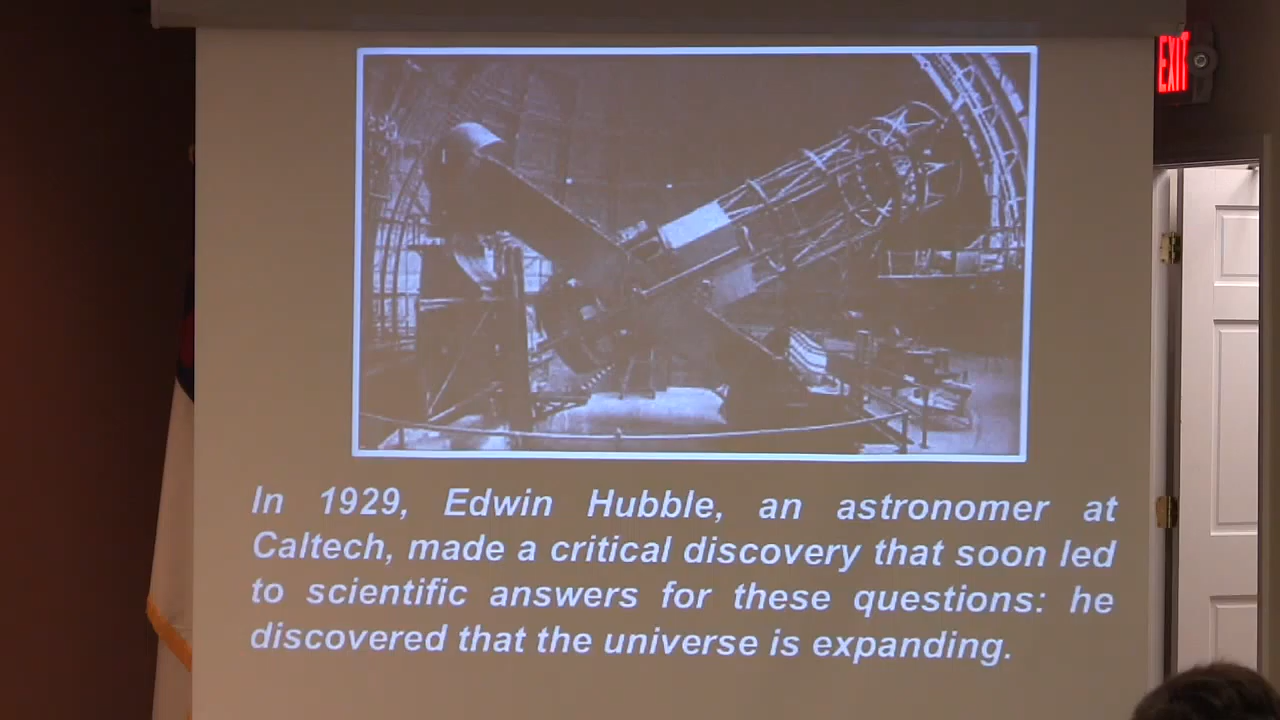 EXIT
In 1929, Edwin Hubble, an astronomer at
Caltech, made a critical discovery that soon led
to scientific answers for these questions: he
discovered that the universe is expanding.